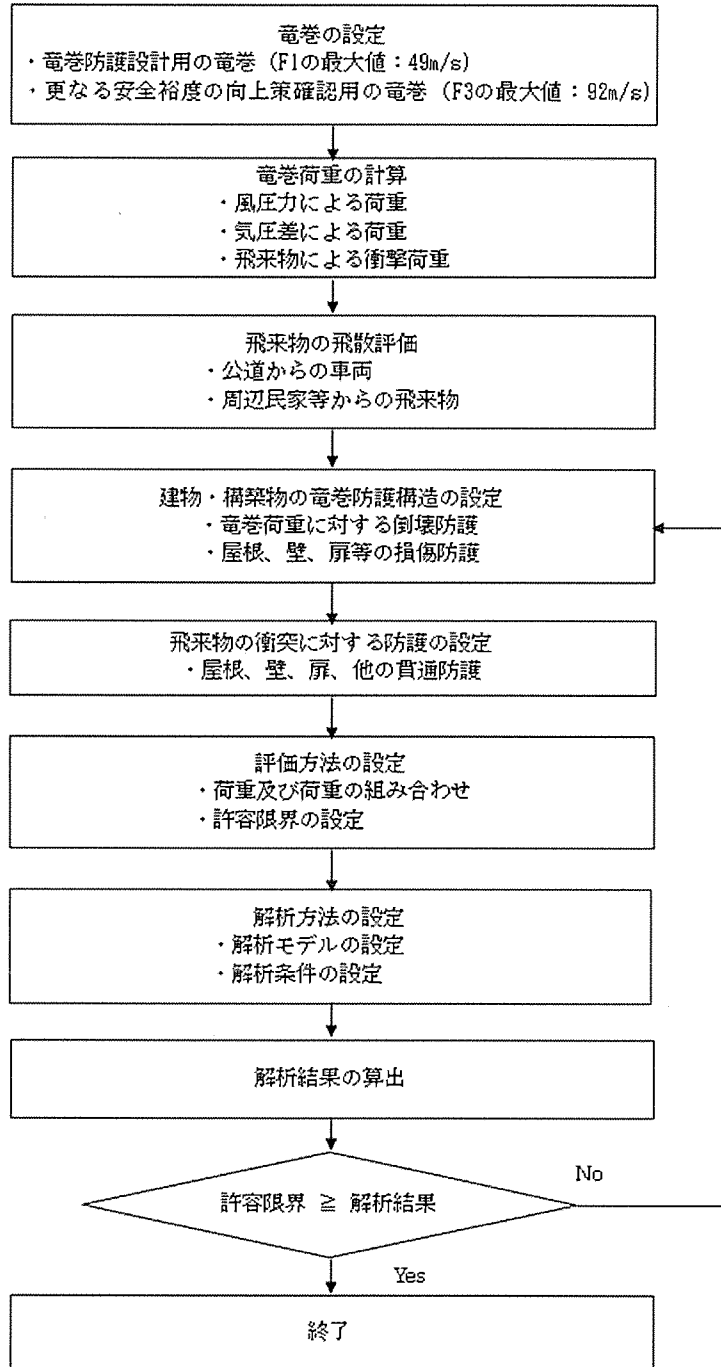 竜巻の設定
・竜巻防護設計用の竜巻 (F1の最大値：49m/s)
・更なる安全裕度の向上策確認用の竜巻 (F3の最大値：92m/s)
竜巻荷重の計算
・風圧力による荷重
・気圧差による荷重
・飛来物による衝撃荷重
飛来物の飛散評価
・公道からの車両
・周辺民家等からの飛来物
建物・構築物の竜巻防護構造の設定
・竜巻荷重に対する倒壊防護
・屋根、壁、扉等の損傷防護
飛来物の衝突に対する防護の設定
・屋根、壁、扉、他の貫通防護
評価方法の設定
・荷重及び荷重の組み合わせ
・許容限界の設定
解析方法の設定
・解析モデルの設定
・解析条件の設定
解析結果の算出
許容限界 ≧ 解析結果
No
Yes
終了